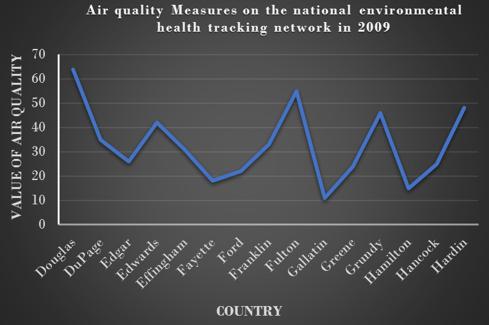 Air quality Measures on the national environmental
health tracking network in 2009
VALUE OF AIR QUALITY
70
60
50
40
30
20
10
0
Douglas
DuPage
Edgar
Edwards
Effingham
Fayette
Ford
Franklin
Fulton
Gallatin
Greene
Grundy
Hamilton
Hancock
Hardin
COUNTRY